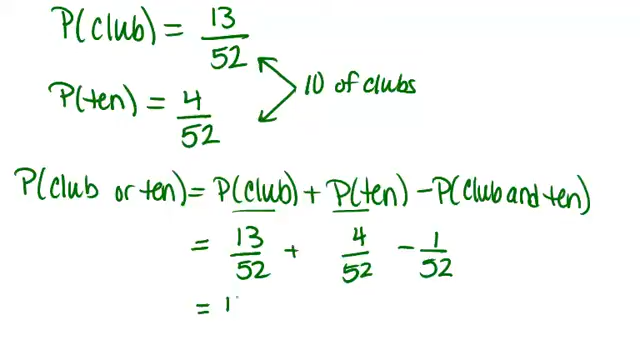 P(club) = 13/52
P(ten) = 4/52
10 of clubs
P(club or ten) = P(club) + P(ten) - P(club and ten)
= 13/52 + 4/52 - 1/52
= 1